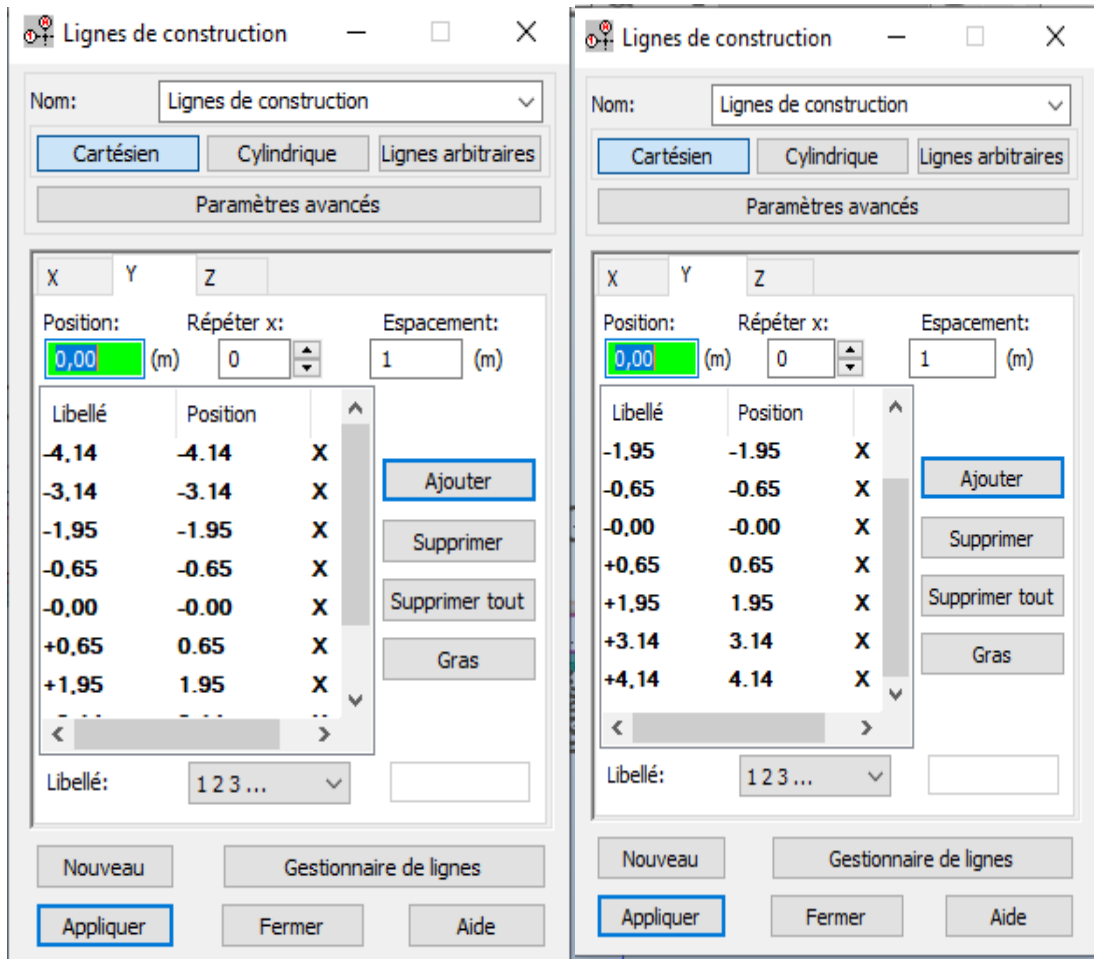 Lignes de construction
Nom: Lignes de construction
Cartésien Cylindrique Lignes arbitraires
Paramètres avancés
X Y Z
Position: Répéter x: Espacement:
0,00 (m) 0 1 (m)
Libellé Position
-4,14 -4.14 X
-3,14 -3.14 X
-1,95 -1.95 X
-0,65 -0.65 X
-0,00 -0.00 X
+0,65 0.65 X
+1,95 1.95 X
Ajouter
Supprimer
Supprimer tout
Gras
Libellé: 1 2 3 ...
Nouveau Gestionnaire de lignes
Appliquer Fermer Aide
Lignes de construction
Nom: Lignes de construction
Cartésien Cylindrique Lignes arbitraires
Paramètres avancés
X Y Z
Position: Répéter x: Espacement:
0,00 (m) 0 1 (m)
Libellé Position
-1,95 -1.95 X
-0,65 -0.65 X
-0,00 -0.00 X
+0,65 0.65 X
+1,95 1.95 X
+3.14 3.14 X
+4,14 4.14 X
Ajouter
Supprimer
Supprimer tout
Gras
Libellé: 1 2 3 ...
Nouveau Gestionnaire de lignes
Appliquer Fermer Aide